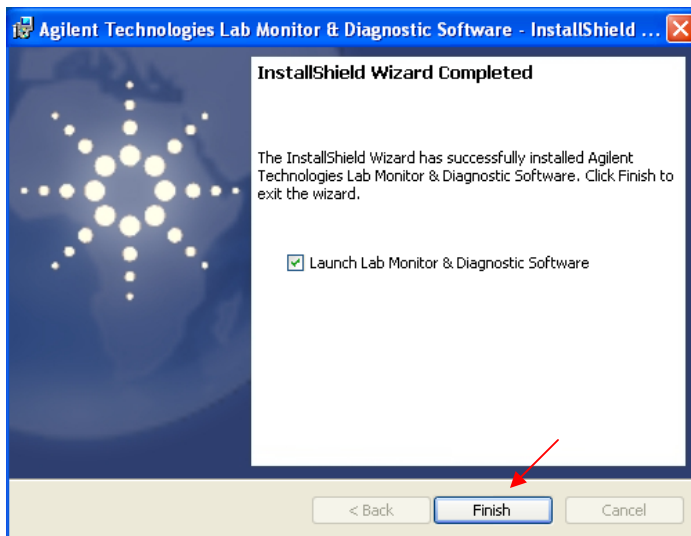 Agilent Technologies Lab Monitor & Diagnostic Software - InstallShield ...
InstallShield Wizard Completed
The InstallShield Wizard has successfully installed Agilent
Technologies Lab Monitor & Diagnostic Software. Click Finish to
exit the wizard.
Launch Lab Monitor & Diagnostic Software
< Back Finish Cancel